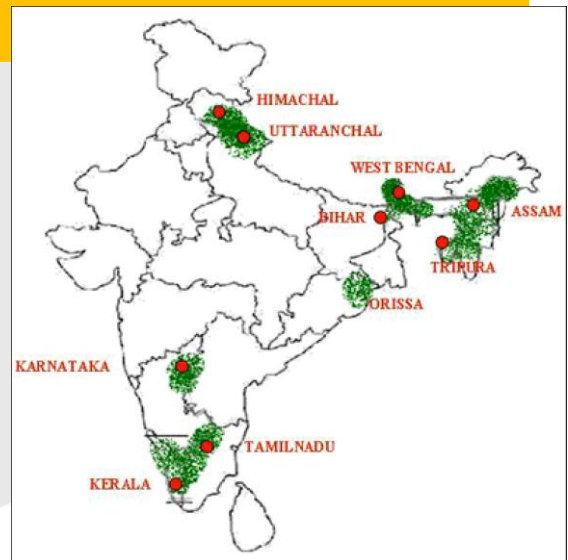 HIMACHAL
UTTARANCHAL
WEST BENGAL
BIHAR
ASSAM
TRIPURA
ORISSA
KARNATAKA
TAMILNADU
KERALA